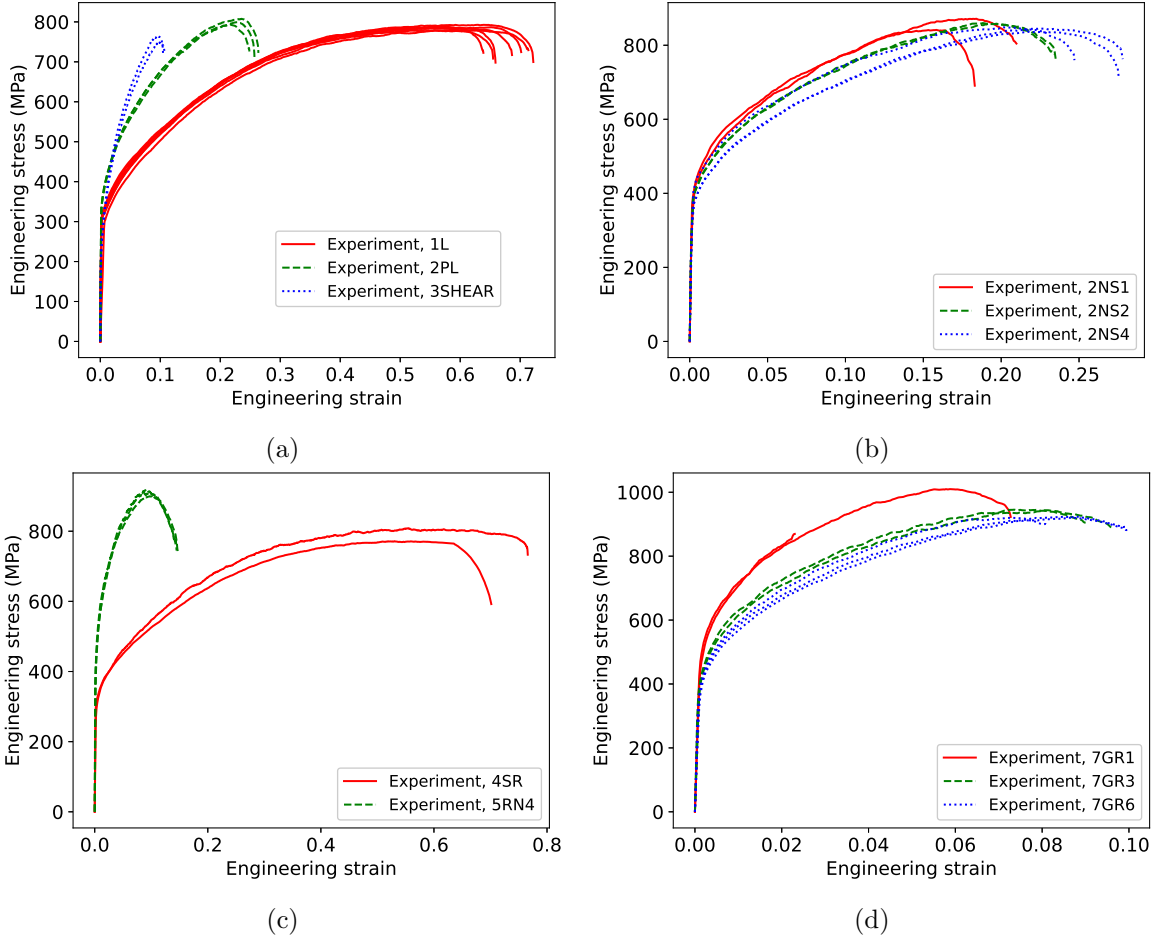 800
700
600
500
400
300
200
100
0
Engineering stress (MPa)
Experiment, 1L
Experiment, 2PL
Experiment, 3SHEAR
0.0 0.1 0.2 0.3 0.4 0.5 0.6 0.7
Engineering strain
(a)
800
600
400
200
0
Engineering stress (MPa)
Experiment, 2NS1
Experiment, 2NS2
Experiment, 2NS4
0.00 0.05 0.10 0.15 0.20 0.25
Engineering strain
(b)
800
600
400
200
0
Engineering stress (MPa)
Experiment, 4SR
Experiment, 5RN4
0.0 0.2 0.4 0.6 0.8
Engineering strain
(c)
1000
800
600
400
200
0
Engineering stress (MPa)
Experiment, 7GR1
Experiment, 7GR3
Experiment, 7GR6
0.00 0.02 0.04 0.06 0.08 0.10
Engineering strain
(d)